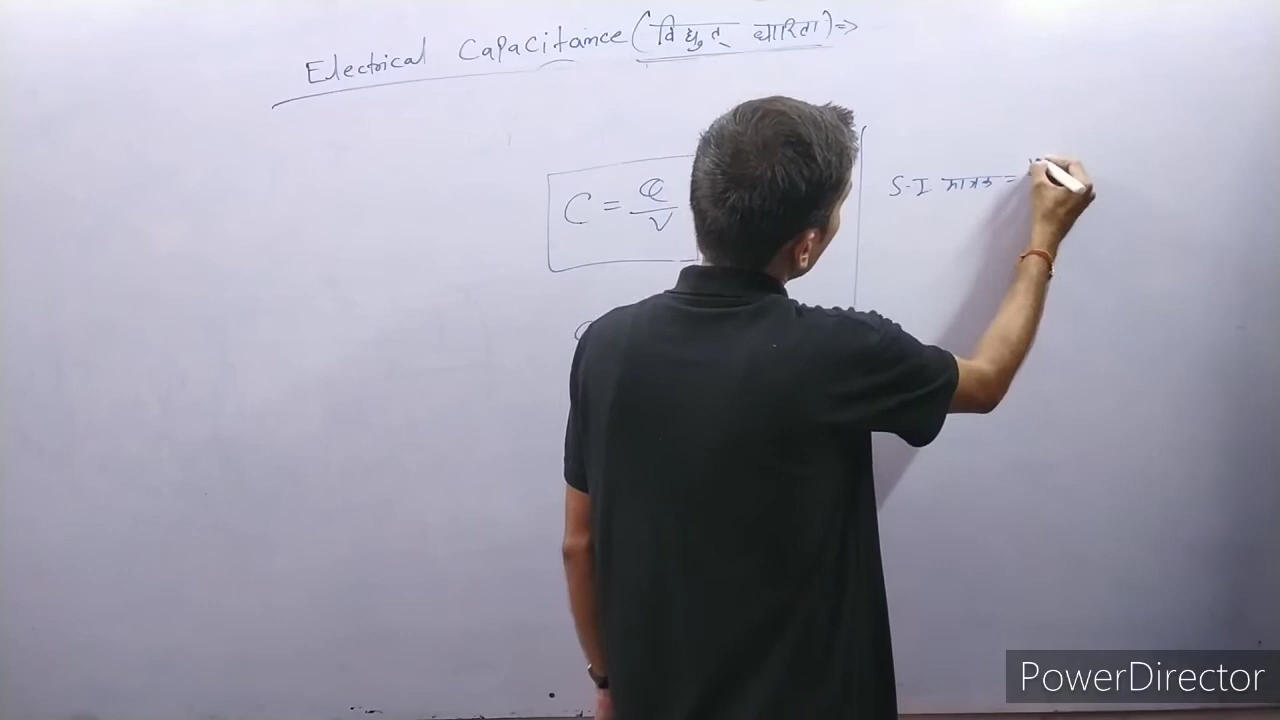 Electrical Capacitance (विद्युत् धारिता) =>
C = Q/V
S.I मात्रक =
PowerDirector